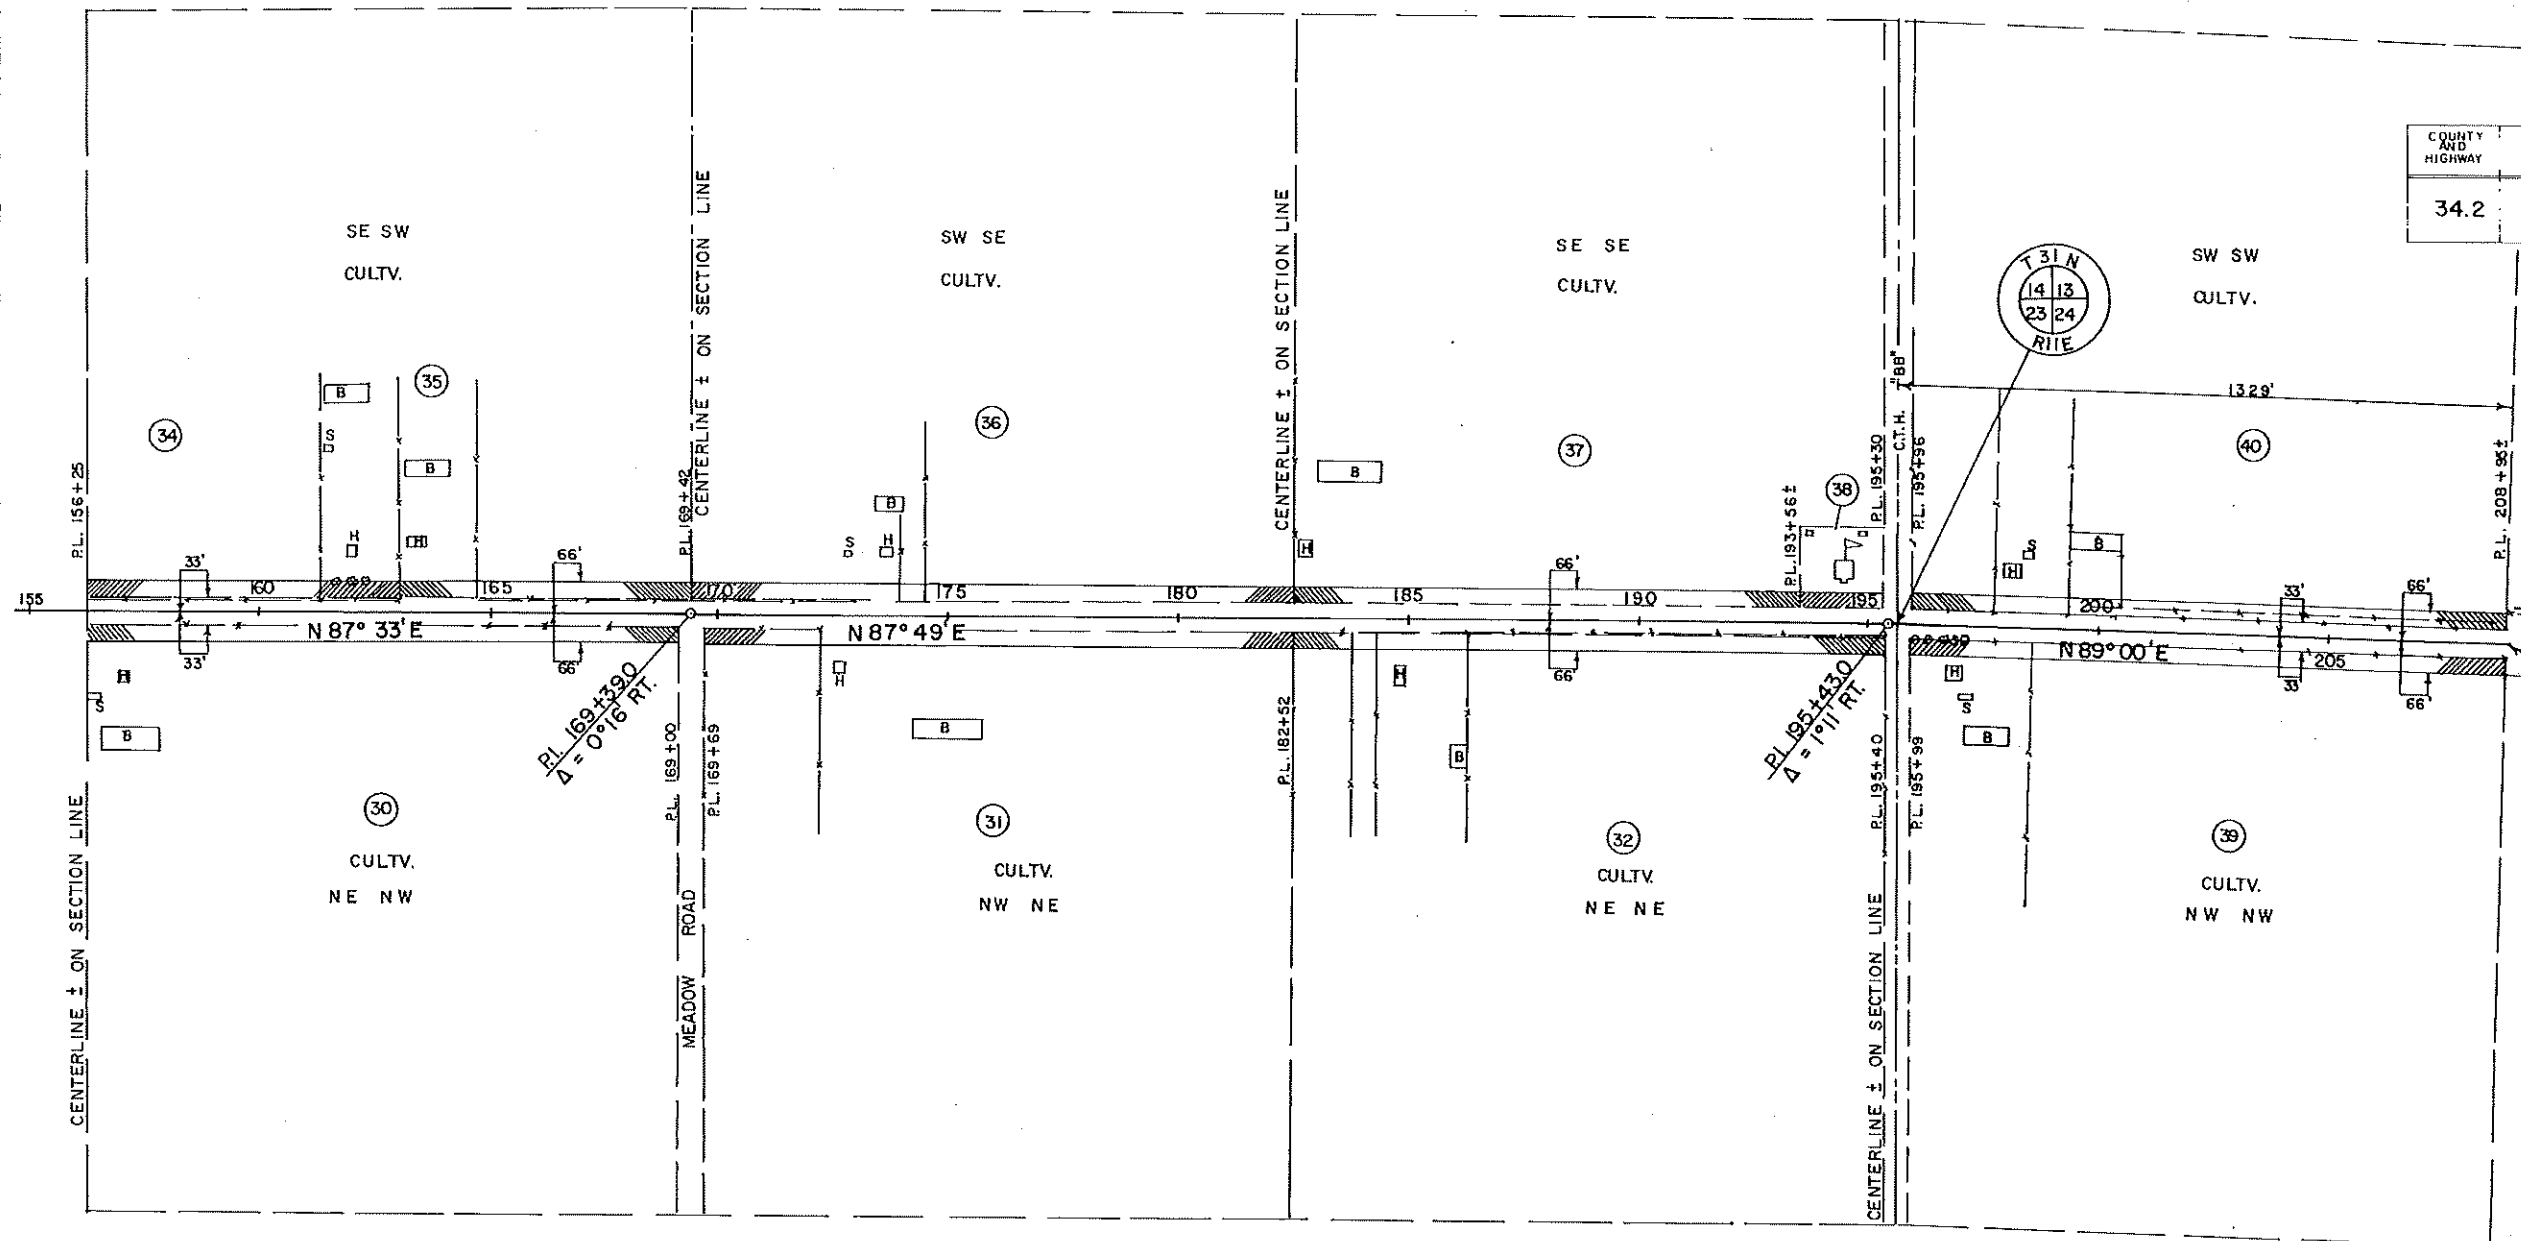 COUNTY
AND
HIGHWAY
34.2
SE SW
CULTV.
SW SE
CULTV.
SE SE
CULTV.
SW SW
CULTV.
T 31 N
14 13
23 24
R11E
CENTERLINE ± ON SECTION LINE
CENTERLINE ± ON SECTION LINE
C.T.H. "BB"
1329'
34
35
36
37
38
40
B
S
B
H
H
B
S
H
B
H
B
S
H
P.L. 156+25
P.L. 169+42
P.L. 193+56±
P.L. 195+30
P.L. 195+96
P.L. 208+95±
33'
66'
66'
33'
66'
155
160
165
170
175
180
185
190
195
200
205
N 87° 33' E
N 87° 49' E
N 89° 00' E
33'
66'
66'
33'
66'
H
S
B
H
B
H
B
H
S
B
P.I. 169+39.0
Δ = 0°16' RT.
P.I. 195+43.0
Δ = 1°11' RT.
P.L. 169+00
P.L. 169+69
P.L. 182+52
P.L. 195+40
P.L. 195+99
30
CULTV.
NE NW
31
CULTV.
NW NE
32
CULTV.
NE NE
39
CULTV.
NW NW
CENTERLINE ± ON SECTION LINE
MEADOW ROAD
CENTERLINE ± ON SECTION LINE